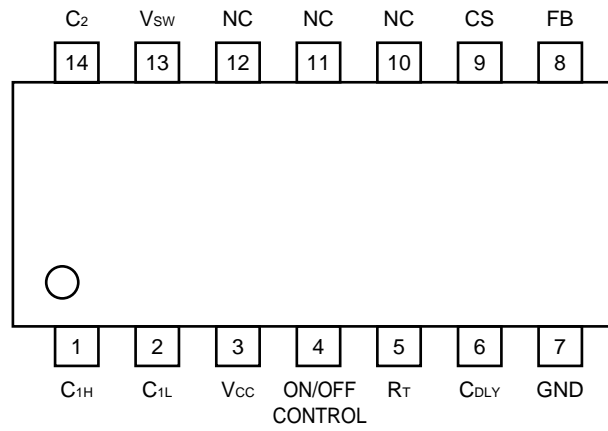 C₂ VSW NC NC NC CS FB
14 13 12 11 10 9 8
1 2 3 4 5 6 7
C1H C1L VCC ON/OFF RT CDLY GND
CONTROL